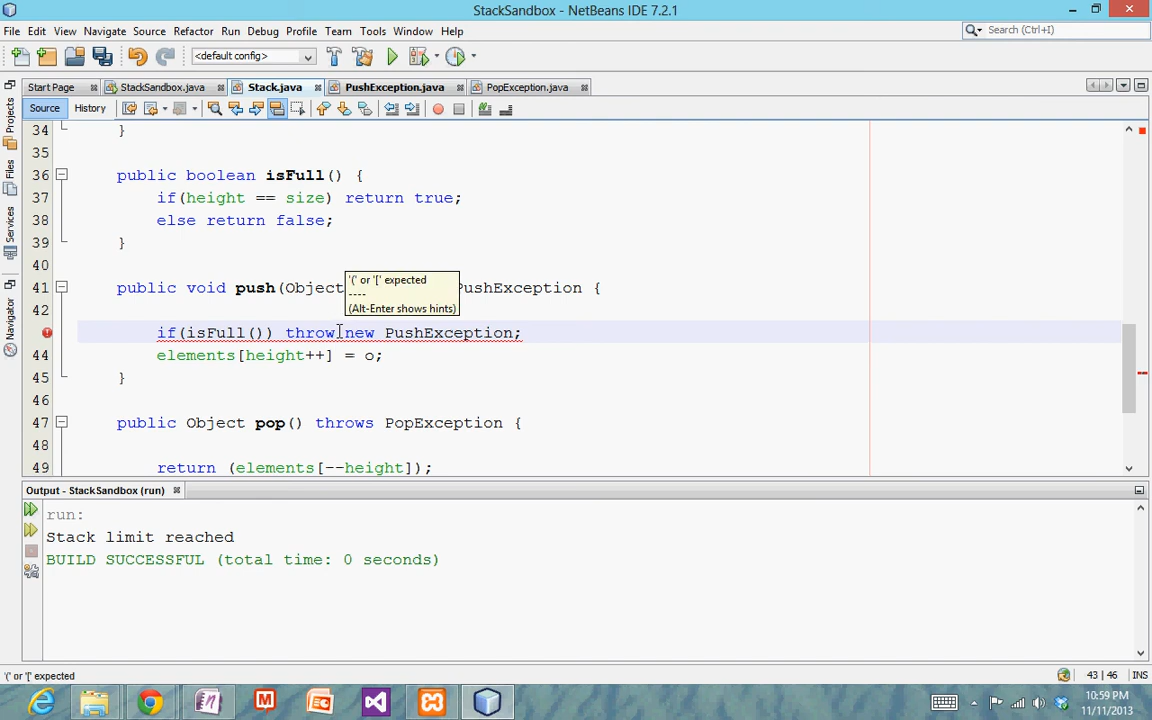 StackSandbox - NetBeans IDE 7.2.1
File Edit View Navigate Source Refactor Run Debug Profile Team Tools Window Help
Search (Ctrl+I)
<default config>
Start Page StackSandbox.java Stack.java PushException.java PopException.java
Source History
Projects
Files
Services
Navigator
34 }
35
36 public boolean isFull() {
37 if(height == size) return true;
38 else return false;
39 }
40
'(' or '[' expected
----
(Alt-Enter shows hints)
41 public void push(Object PushException {
42
if(isFull()) throw new PushException;
44 elements[height++] = o;
45 }
46
47 public Object pop() throws PopException {
48
49 return (elements[--height]);
Output - StackSandbox (run)
run:
Stack limit reached
BUILD SUCCESSFUL (total time: 0 seconds)
'(' or '[' expected
43 | 46 INS
10:59 PM
11/11/2013